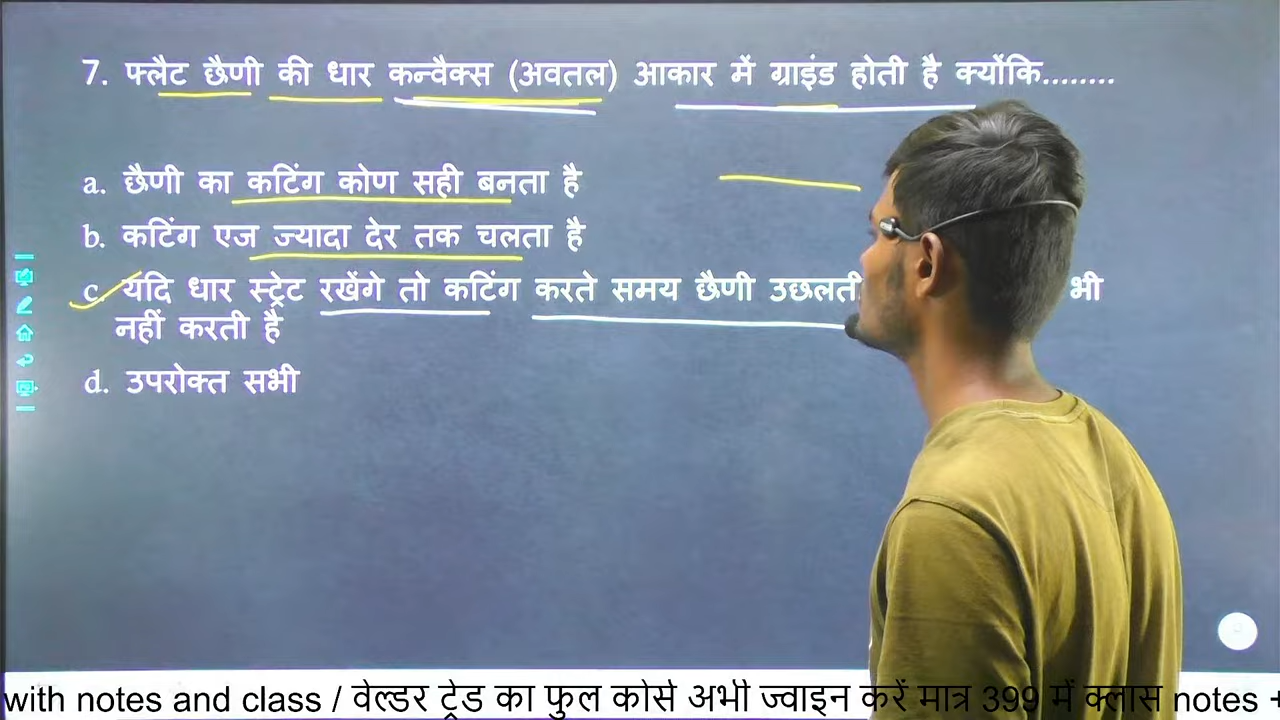 7. फ्लैट छैणी की धार कन्वैक्स (अवतल) आकार में ग्राइंड होती है क्योंकि........
a. छैणी का कटिंग कोण सही बनता है
b. कटिंग एज ज्यादा देर तक चलता है
c. यदि धार स्ट्रेट रखेंगे तो कटिंग करते समय छैणी उछलती भी
नहीं करती है
d. उपरोक्त सभी
with notes and class / वेल्डर ट्रेड का फुल कोर्स अभी ज्वाइन करें मात्र 399 में क्लास notes +